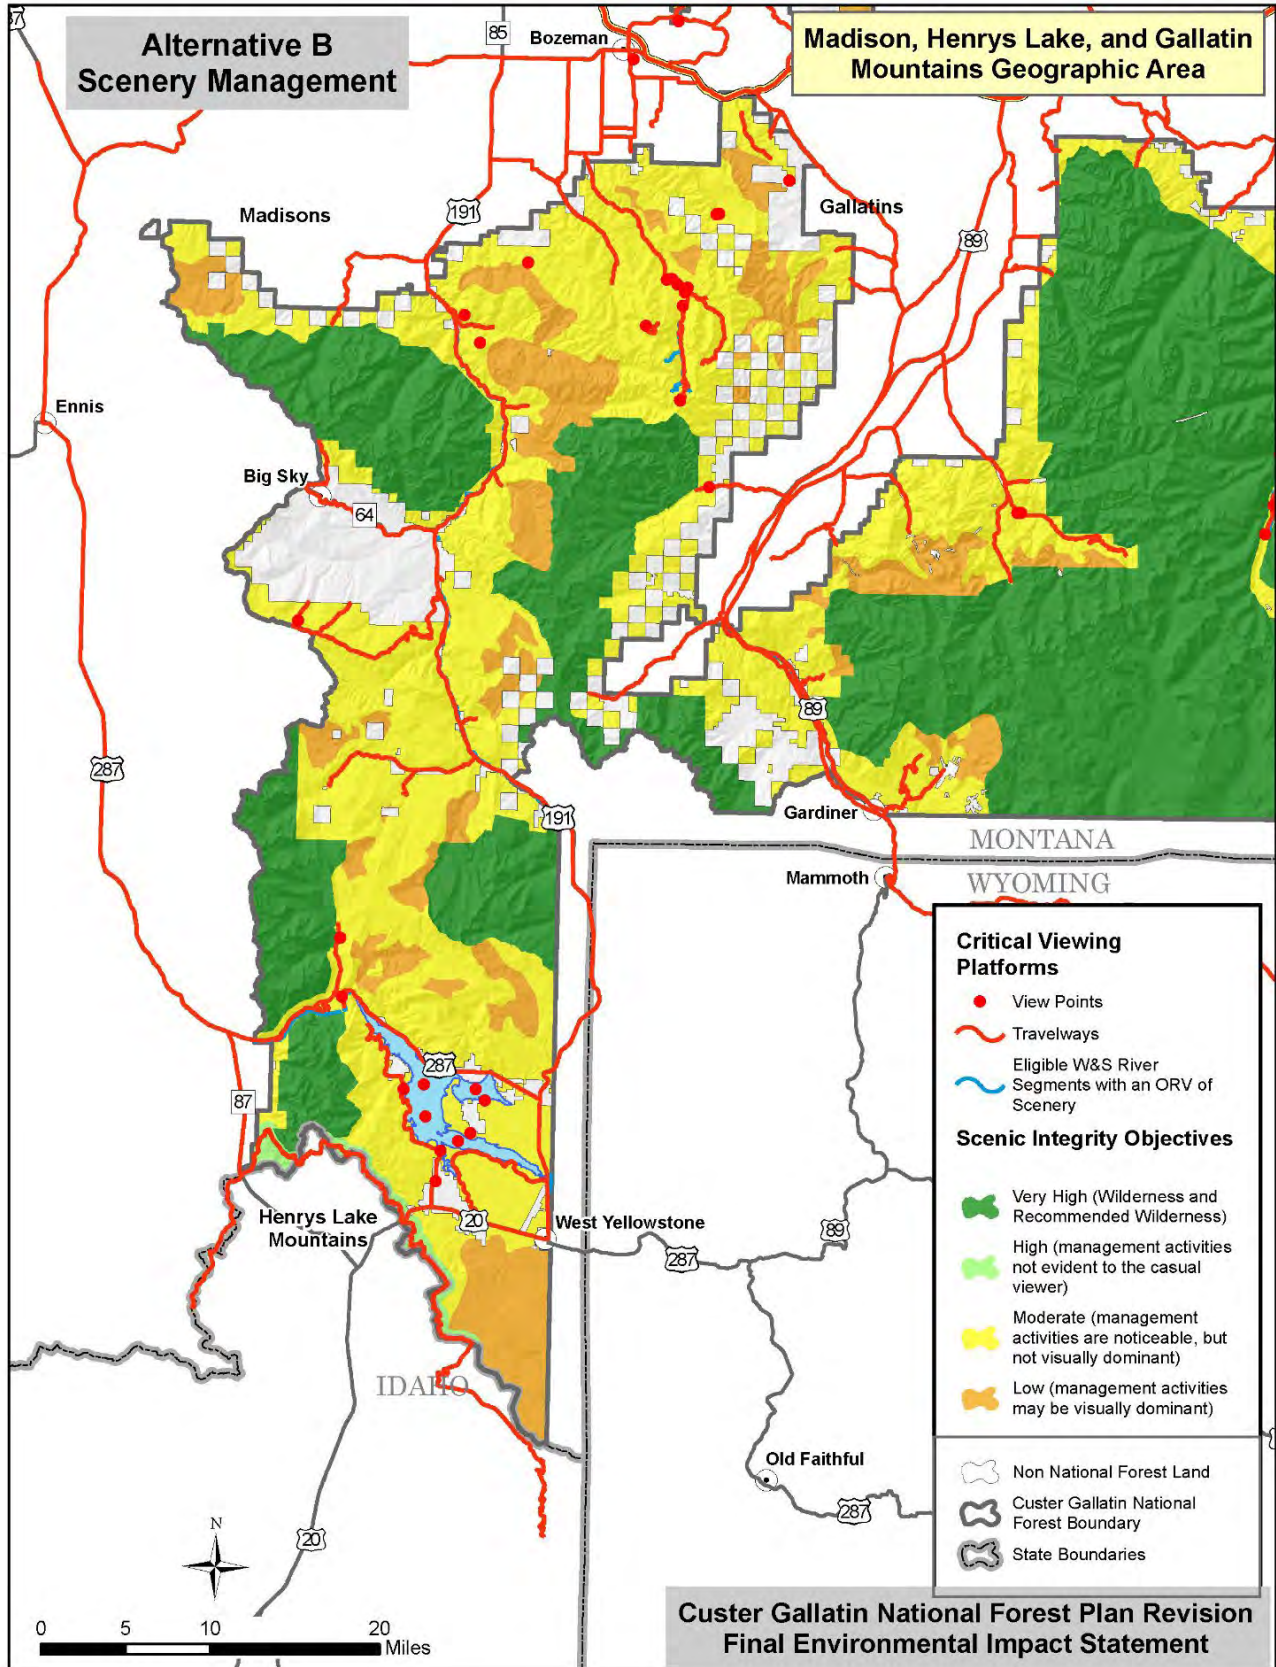 87
Alternative B
Scenery Management
85
Bozeman
Madison, Henrys Lake, and Gallatin
Mountains Geographic Area
Madisons
191
Gallatins
89
Ennis
Big Sky
64
287
89
191
Gardiner
MONTANA
Mammoth
WYOMING
287
87
Henrys Lake
Mountains
20
West Yellowstone
89
287
IDAHO
Old Faithful
287
20
N
0 5 10 20
Miles
Critical Viewing
Platforms
View Points
Travelways
Eligible W&S River
Segments with an ORV of
Scenery
Scenic Integrity Objectives
Very High (Wilderness and
Recommended Wilderness)
High (management activities
not evident to the casual
viewer)
Moderate (management
activities are noticeable, but
not visually dominant)
Low (management activities
may be visually dominant)
Non National Forest Land
Custer Gallatin National
Forest Boundary
State Boundaries
Custer Gallatin National Forest Plan Revision
Final Environmental Impact Statement